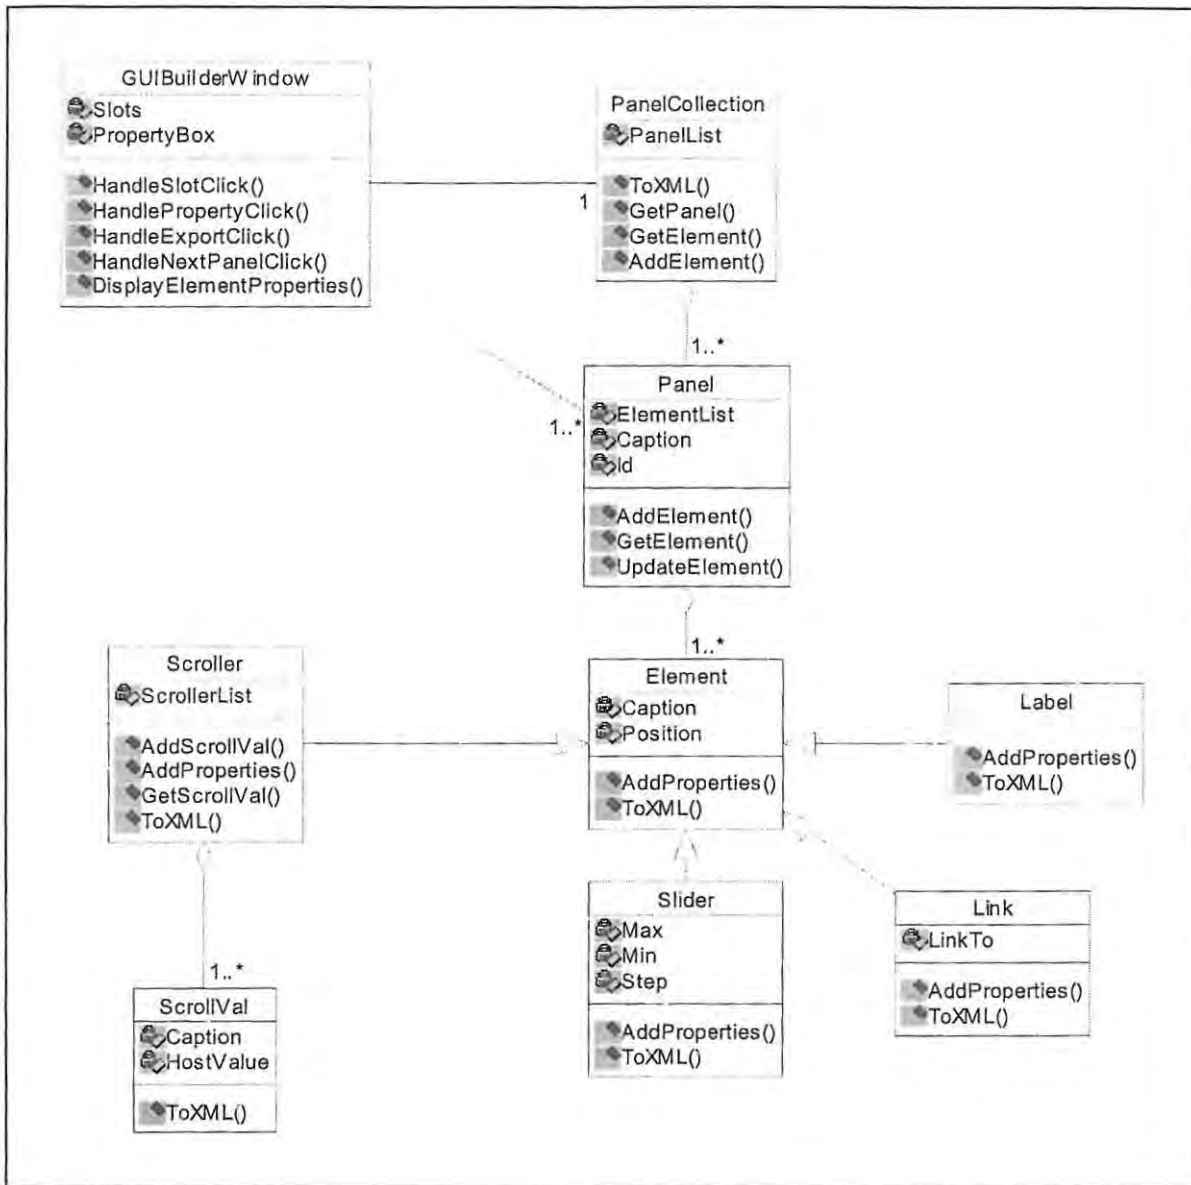 GUIBuilderWindow
Slots
PropertyBox
HandleSlotClick()
HandlePropertyClick()
HandleExportClick()
HandleNextPanelClick()
DisplayElementProperties()
PanelCollection
PanelList
ToXML()
GetPanel()
GetElement()
AddElement()
1
1..*
Panel
ElementList
Caption
Id
AddElement()
GetElement()
UpdateElement()
1..*
1..*
Scroller
ScrollerList
AddScrollVal()
AddProperties()
GetScrollVal()
ToXML()
Element
Caption
Position
AddProperties()
ToXML()
Label
AddProperties()
ToXML()
1..*
ScrollVal
Caption
HostValue
ToXML()
Slider
Max
Min
Step
AddProperties()
ToXML()
Link
LinkTo
AddProperties()
ToXML()